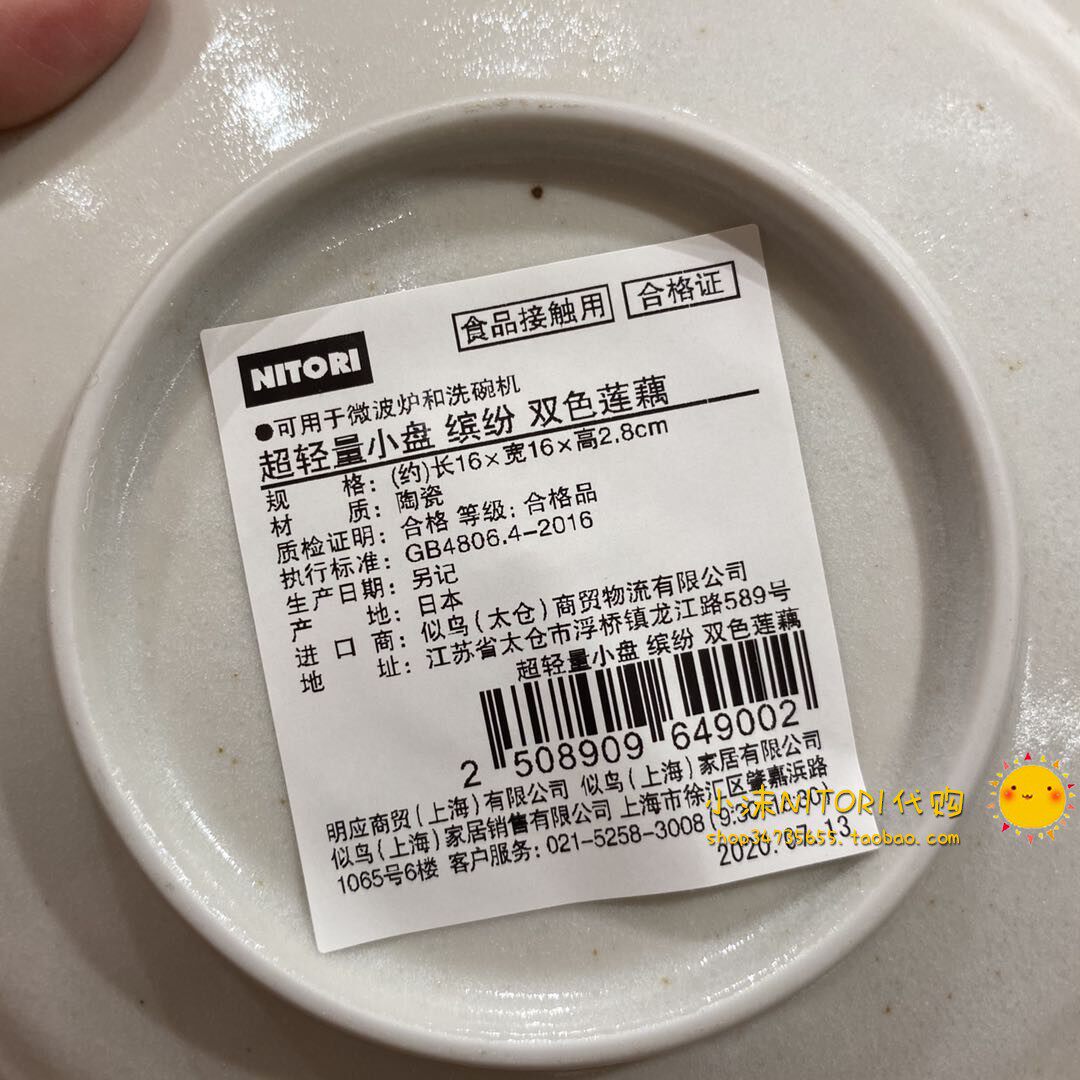 食品接触用 合格证
NITORI
●可用于微波炉和洗碗机
超轻量小盘 缤纷 双色莲藕
规格：(约)长16×宽16×高2.8cm
材质：陶瓷
质检证明：合格 等级：合格品
执行标准：GB4806.4-2016
生产日期：另记
产地：日本
进口商：似鸟（太仓）商贸物流有限公司
地址：江苏省太仓市浮桥镇龙江路589号
超轻量小盘 缤纷 双色莲藕
2 508909 649002
明应商贸（上海）有限公司 似鸟（上海）家居有限公司
似鸟（上海）家居销售有限公司 上海市徐汇区肇嘉浜路
1065号6楼 客户服务：021-5258-3008(9:30-
2020.07.13
小沫NITORI代购
shop34735655.taobao.com